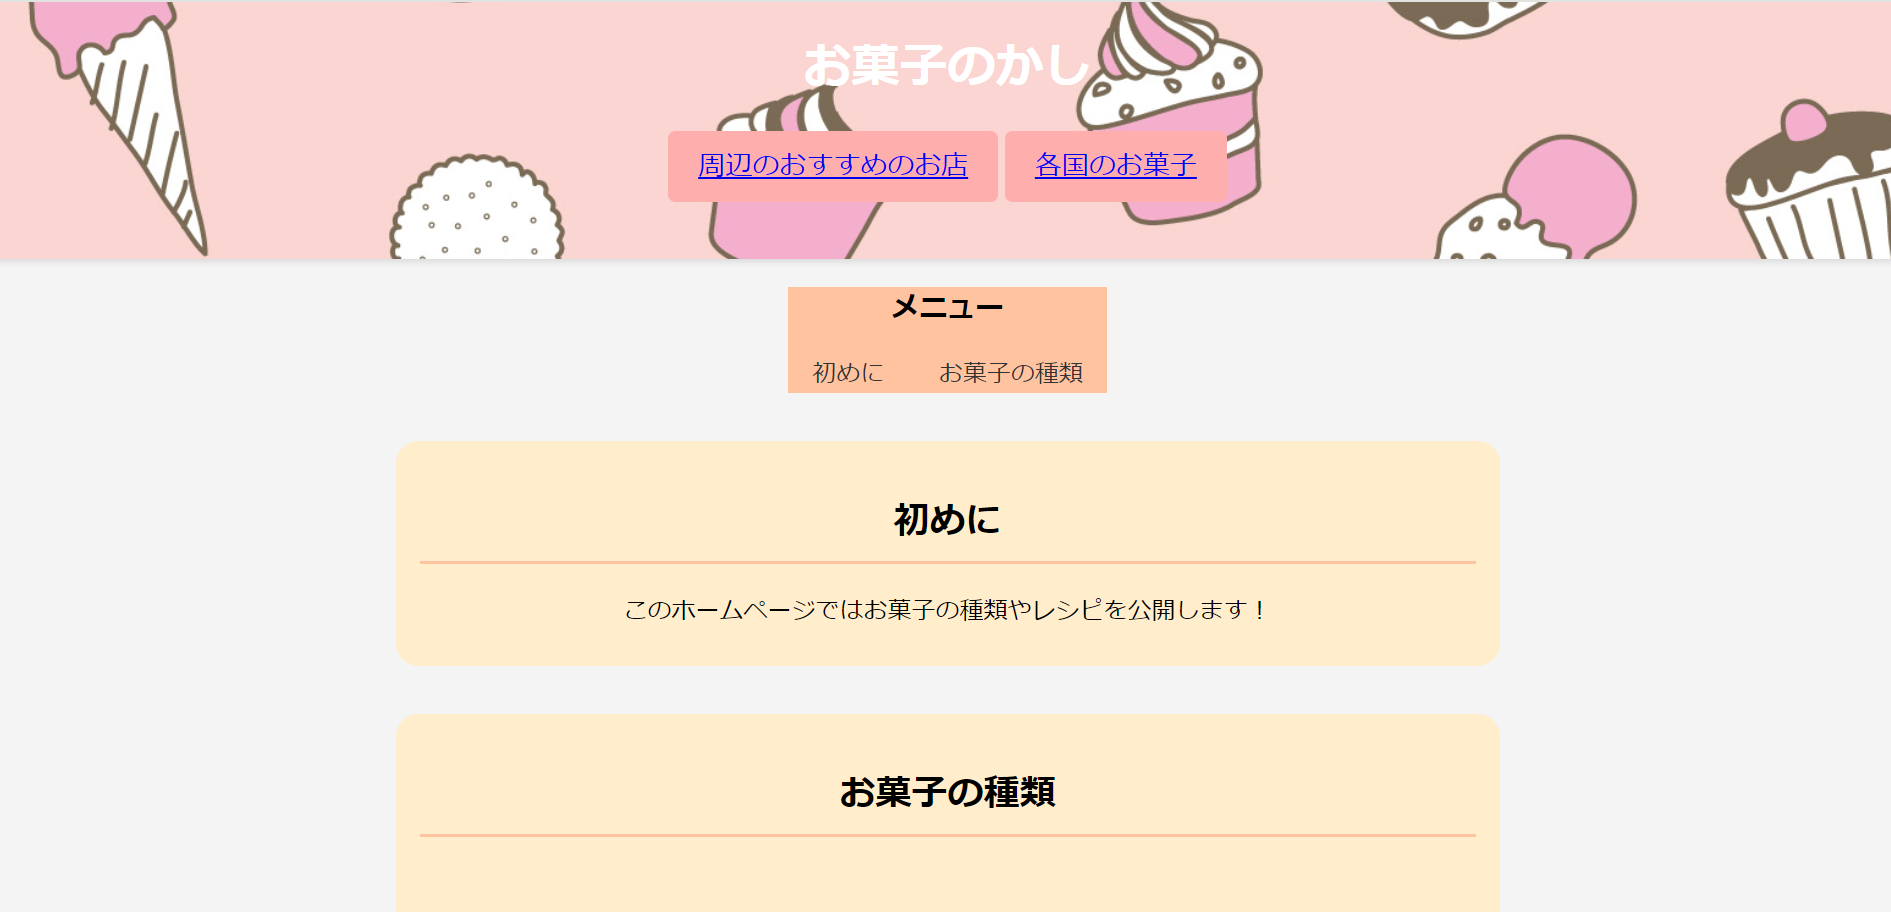 お菓子のかし
周辺のおすすめのお店 各国のお菓子
メニュー
初めに お菓子の種類
初めに
このホームページではお菓子の種類やレシピを公開します！
お菓子の種類